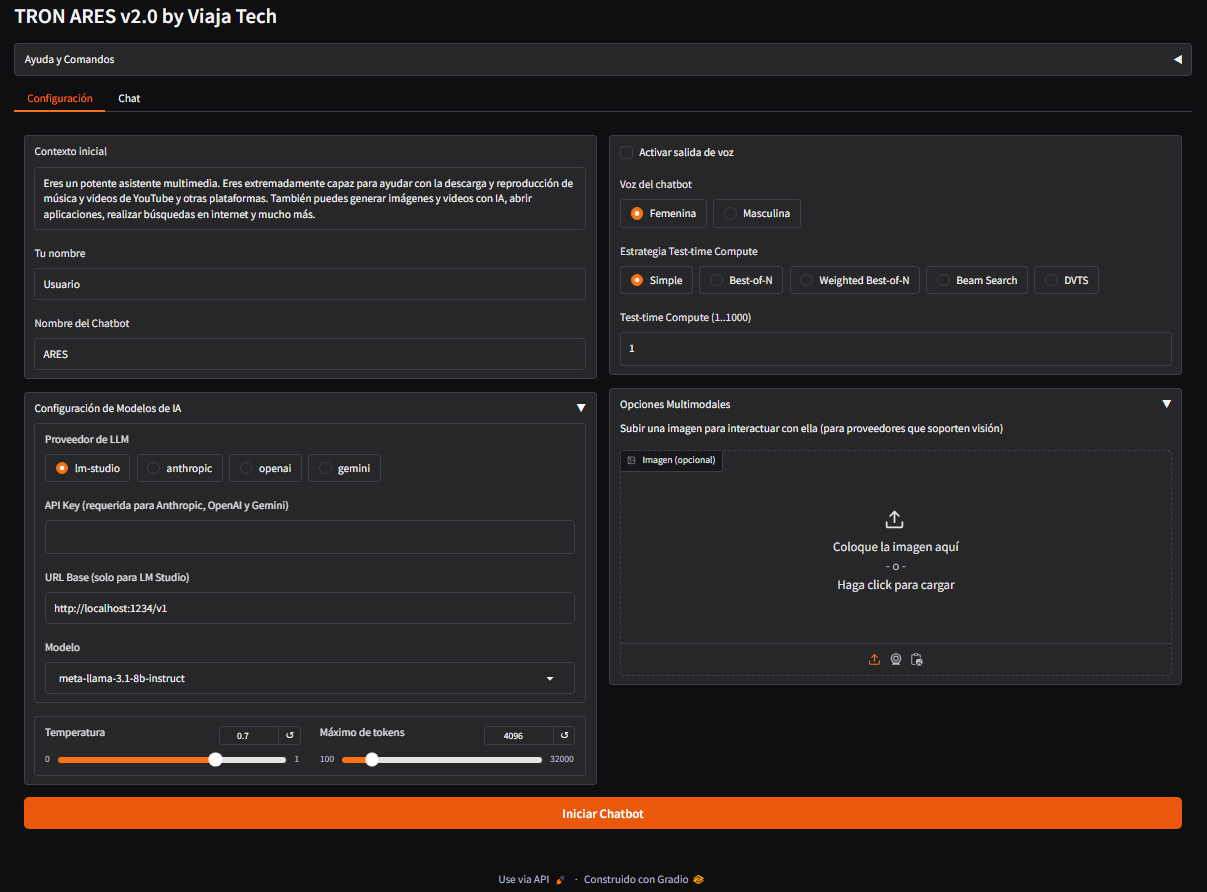 TRON ARES v2.0 by Viaja Tech
Ayuda y Comandos
Configuración
Chat
Contexto inicial
Eres un potente asistente multimedia. Eres extremadamente capaz para ayudar con la descarga y reproducción de
música y videos de YouTube y otras plataformas. También puedes generar imágenes y videos con IA, abrir
aplicaciones, realizar búsquedas en internet y mucho más.
Tu nombre
Usuario
Nombre del Chatbot
ARES
Configuración de Modelos de IA
Proveedor de LLM
lm-studio
anthropic
openai
gemini
API Key (requerida para Anthropic, OpenAI y Gemini)
URL Base (solo para LM Studio)
http://localhost:1234/v1
Modelo
meta-llama-3.1-8b-instruct
Temperatura
0.7
0
1
Máximo de tokens
4096
100
32000
Activar salida de voz
Voz del chatbot
Femenina
Masculina
Estrategia Test-time Compute
Simple
Best-of-N
Weighted Best-of-N
Beam Search
DVTS
Test-time Compute (1..1000)
1
Opciones Multimodales
Subir una imagen para interactuar con ella (para proveedores que soporten visión)
Imagen (opcional)
Coloque la imagen aquí
- o -
Haga click para cargar
Iniciar Chatbot
Use via API · Construido con Gradio